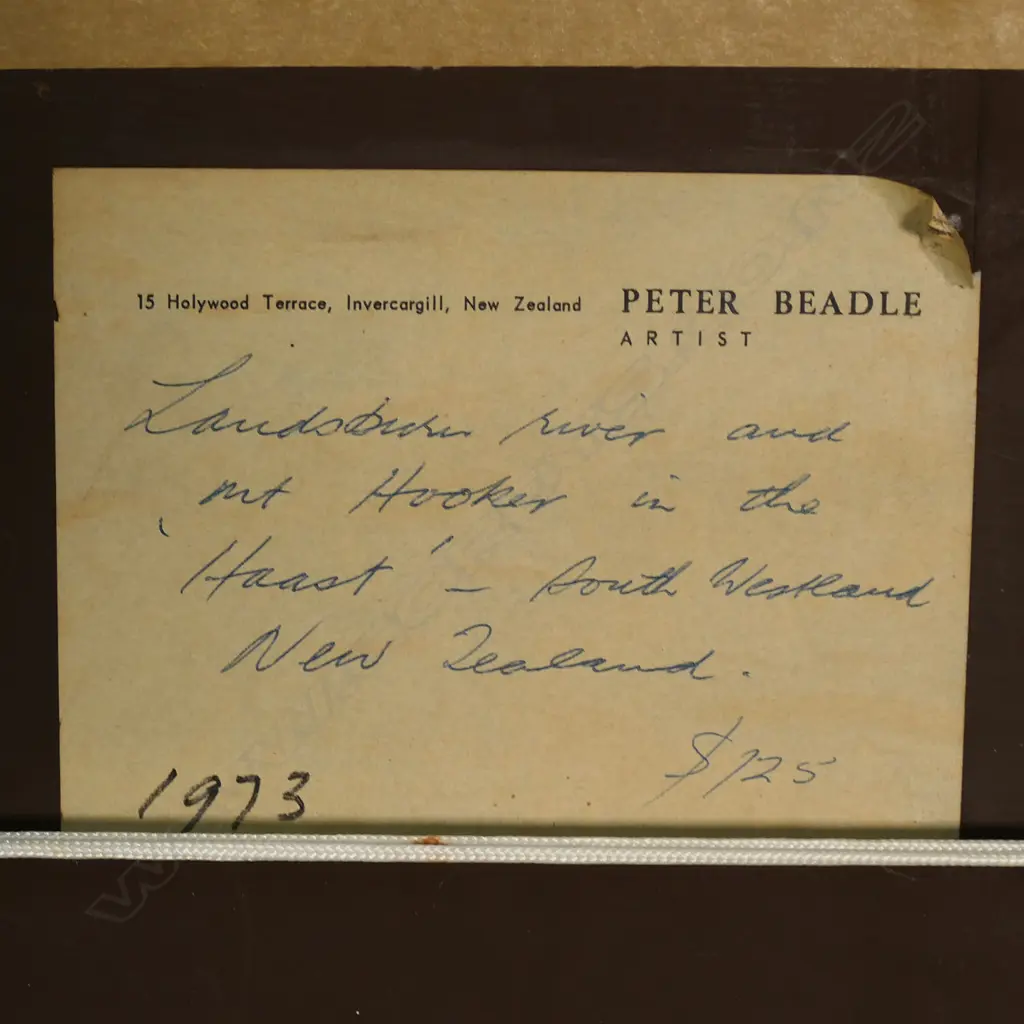 15 Holywood Terrace, Invercargill, New Zealand PETER BEADLE
ARTIST
Landsburn river and
mt Hooker in the
'Haast' – South Westland
New Zealand.
$125
1973